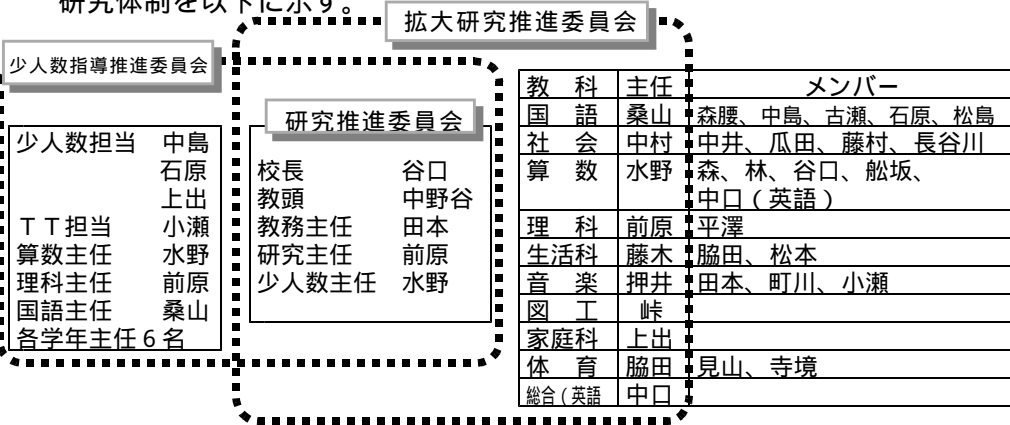 研究体制を以下に示す。
拡大研究推進委員会
少人数指導推進委員会
少人数担当 中島
石原
上出
ＴＴ担当 小瀬
算数主任 水野
理科主任 前原
国語主任 桑山
各学年主任６名
研究推進委員会
校長 谷口
教頭 中野谷
教務主任 田本
研究主任 前原
少人数主任 水野
教 科 主任 メンバー
国 語 桑山 森腰、中島、古瀬、石原、松島
社 会 中村 中井、瓜田、藤村、長谷川
算 数 水野 森、林、谷口、舩坂、
中口（英語）
理 科 前原 平澤
生活科 藤木 脇田、松本
音 楽 押井 田本、町川、小瀬
図 工 峠
家庭科 上出
体 育 脇田 見山、寺境
総合（英語 中口